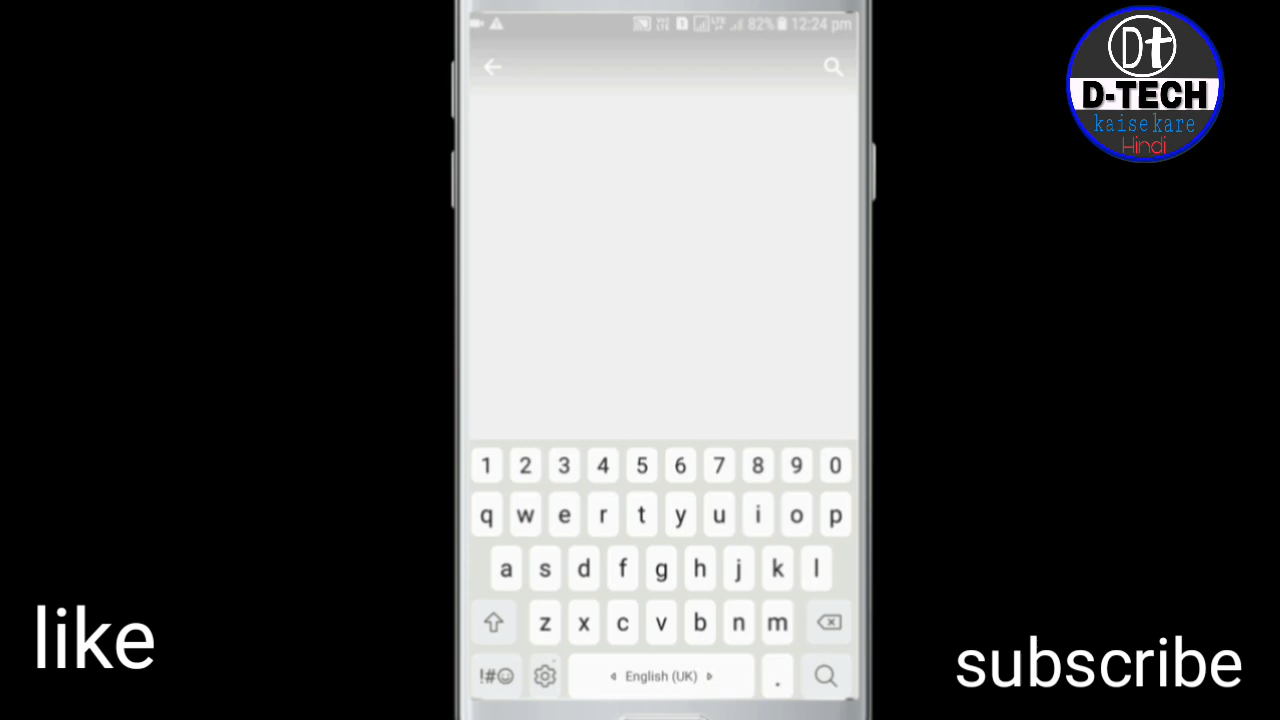 82% 12:24 pm
Dt
D-TECH
kaise kare
Hindi
1 2 3 4 5 6 7 8 9 0
q w e r t y u i o p
a s d f g h j k l
z x c v b n m
!#☺ English (UK) .
like
subscribe